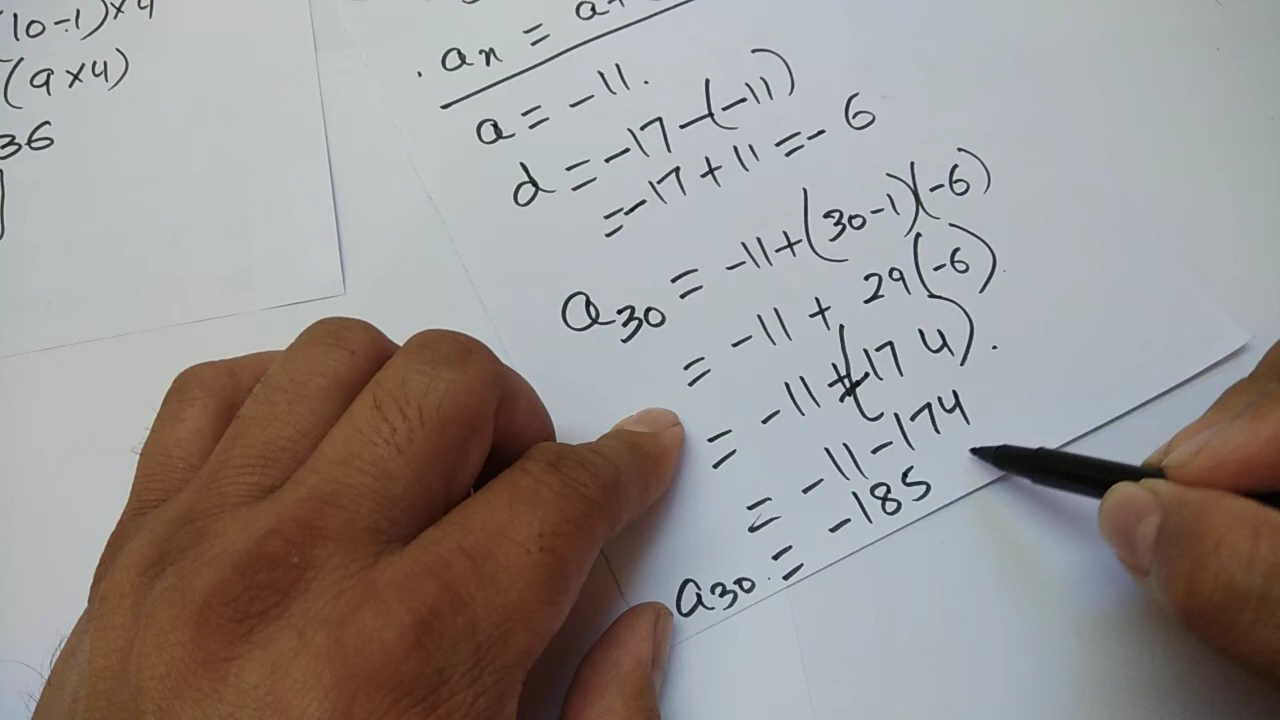 10-1)×4
(9×4)
36
. an = a+
a = -11.
d = -17-(-11)
= -17+11 = -6
a30 = -11+(30-1)(-6)
= -11 + 29(-6).
= -11+(-174).
= -11-174
a30. = -185